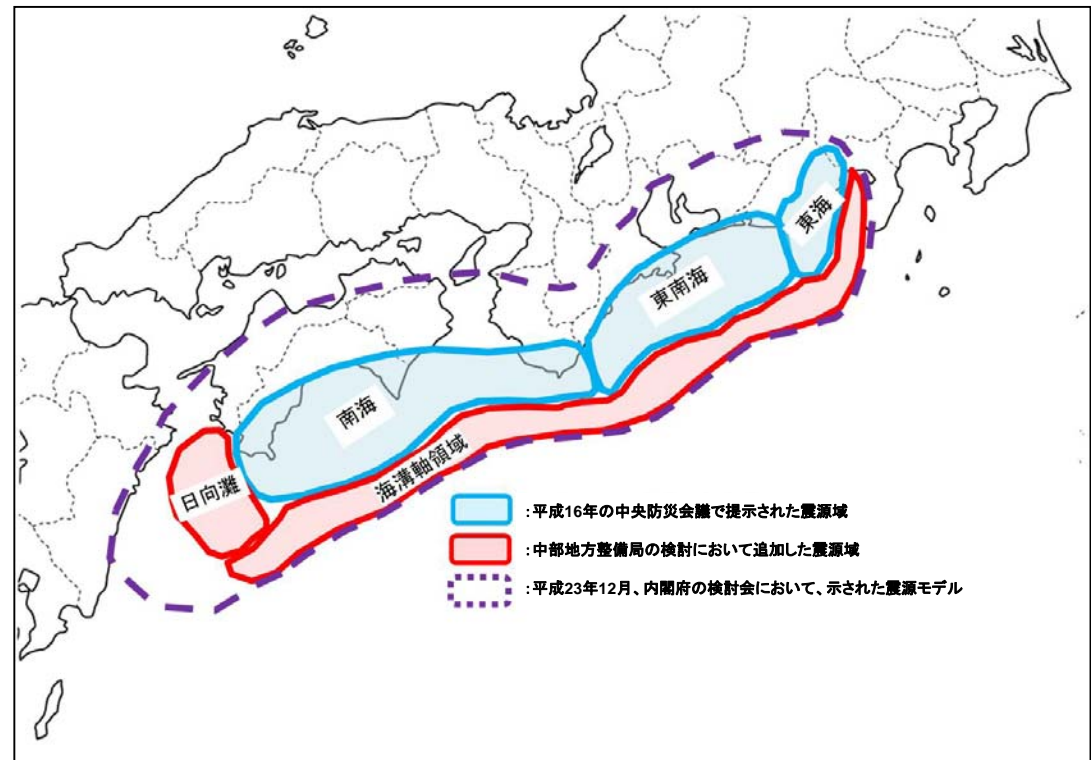 東海
東南海
南海
海溝軸領域
日向灘
：平成16年の中央防災会議で提示された震源域
：中部地方整備局の検討において追加した震源域
：平成23年12月、内閣府の検討会において、示された震源モデル